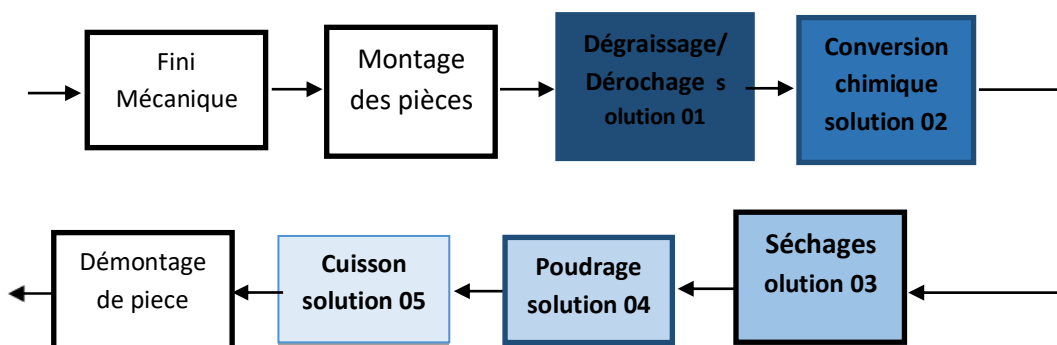 Fini
Mécanique
Montage
des pièces
Dégraissage/
Dérochage s
olution 01
Conversion
chimique
solution 02
Démontage
de piece
Cuisson
solution 05
Poudrage
solution 04
Séchages
olution 03